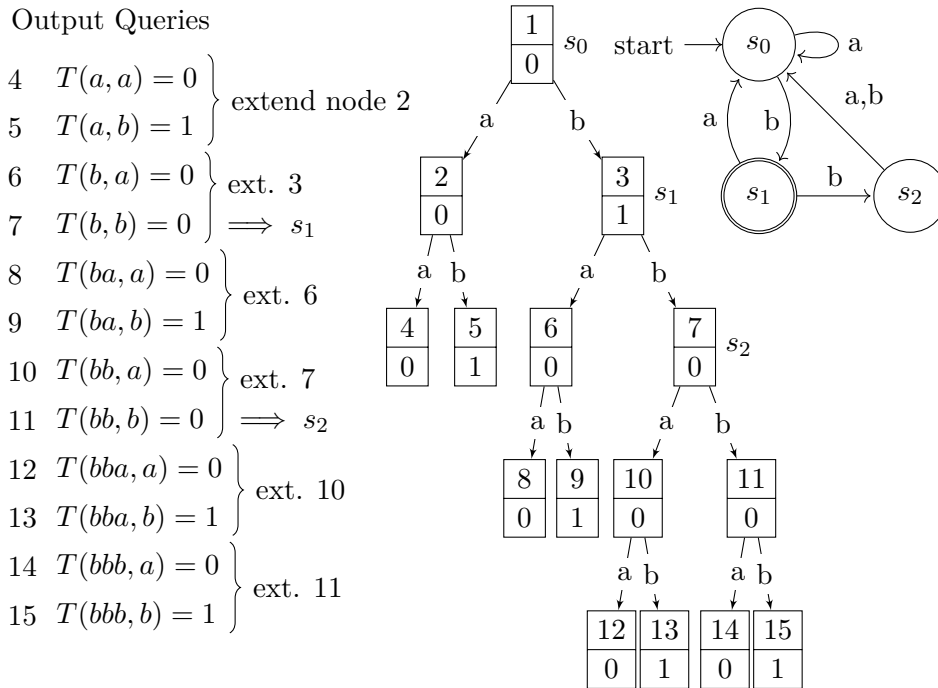 Output Queries
4 T(a, a) = 0
5 T(a, b) = 1
extend node 2
6 T(b, a) = 0
7 T(b, b) = 0
ext. 3
⟹ s₁
8 T(ba, a) = 0
9 T(ba, b) = 1
ext. 6
10 T(bb, a) = 0
11 T(bb, b) = 0
ext. 7
⟹ s₂
12 T(bba, a) = 0
13 T(bba, b) = 1
ext. 10
14 T(bbb, a) = 0
15 T(bbb, b) = 1
ext. 11
1
0
s₀
a b
2 3
0 1
s₁
a b a b
4 5 6 7
0 1 0 0
s₂
a b a b
8 9 10 11
0 1 0 0
a b a b
12 13 14 15
0 1 0 1
start s₀ a
a b a,b
s₁ b s₂